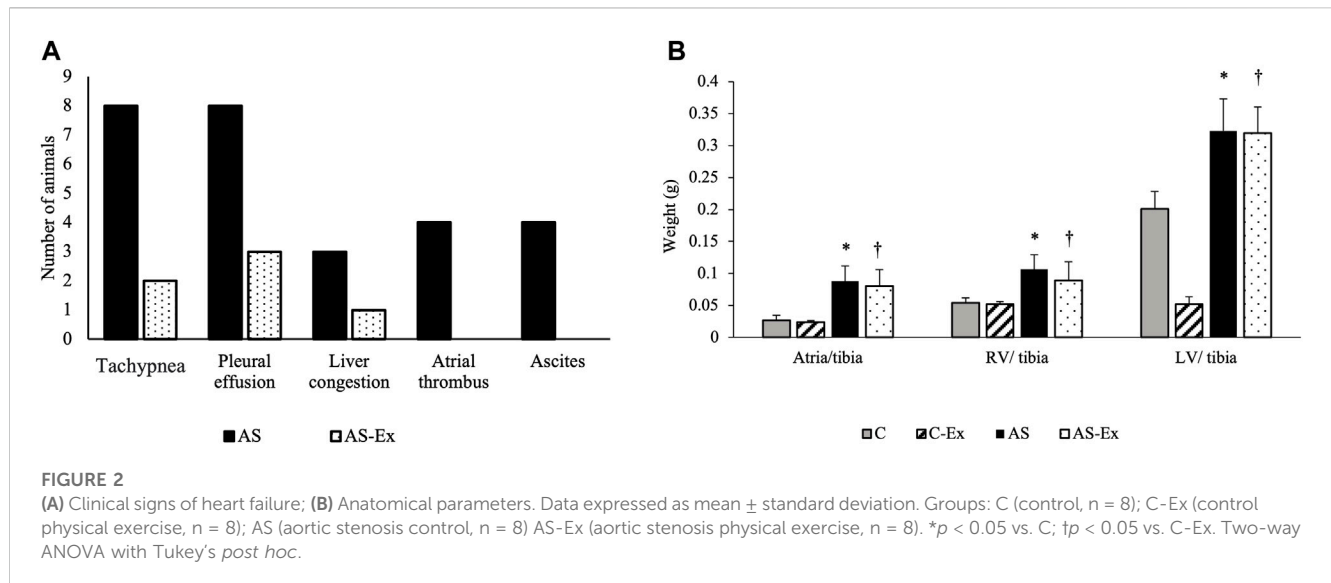 A
9
8
7
6
5
4
3
2
1
0
Number of animals
Tachypnea
Pleural
effusion
Liver
congestion
Atrial
thrombus
Ascites
AS
AS-Ex
B
0.4
0.35
0.3
0.25
0.2
0.15
0.1
0.05
0
Weight (g)
*
†
*
†
*
†
Atria/tibia
RV/ tibia
LV/ tibia
C
C-Ex
AS
AS-Ex
FIGURE 2
(A) Clinical signs of heart failure; (B) Anatomical parameters. Data expressed as mean ± standard deviation. Groups: C (control, n = 8); C-Ex (control
physical exercise, n = 8); AS (aortic stenosis control, n = 8) AS-Ex (aortic stenosis physical exercise, n = 8). *p < 0.05 vs. C; †p < 0.05 vs. C-Ex. Two-way
ANOVA with Tukey's post hoc.